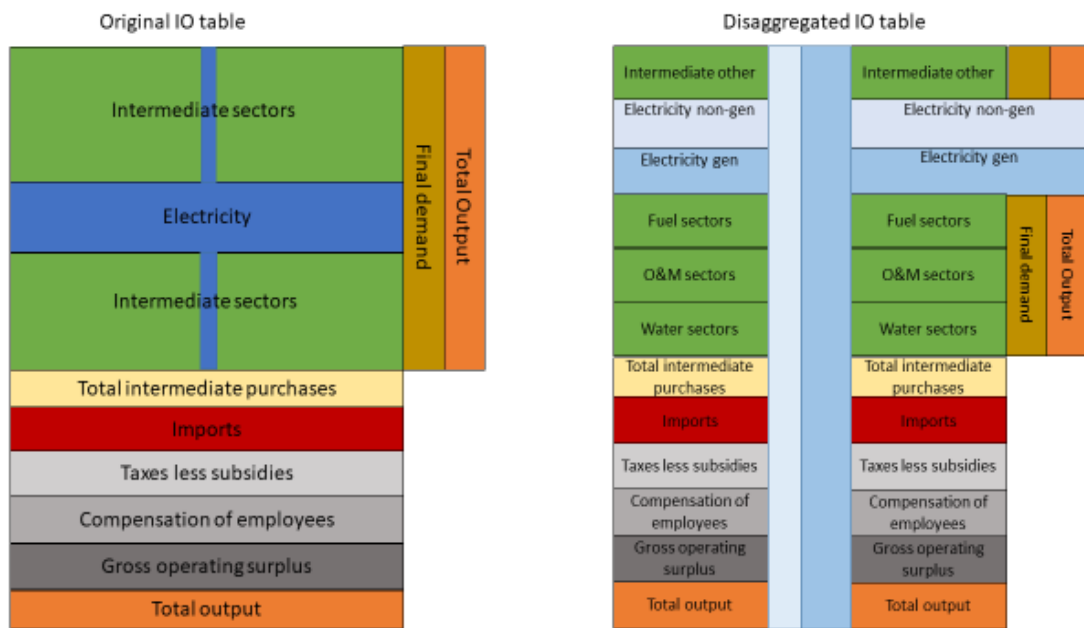 Original IO table
Intermediate sectors
Electricity
Intermediate sectors
Final demand
Total Output
Total intermediate purchases
Imports
Taxes less subsidies
Compensation of employees
Gross operating surplus
Total output
Disaggregated IO table
Intermediate other
Intermediate other
Electricity non-gen
Electricity non-gen
Electricity gen
Electricity gen
Fuel sectors
Fuel sectors
O&M sectors
O&M sectors
Water sectors
Water sectors
Final demand
Total Output
Total intermediate
purchases
Total intermediate
purchases
Imports
Imports
Taxes less subsidies
Taxes less subsidies
Compensation of
employees
Compensation of
employees
Gross operating
surplus
Gross operating
surplus
Total output
Total output